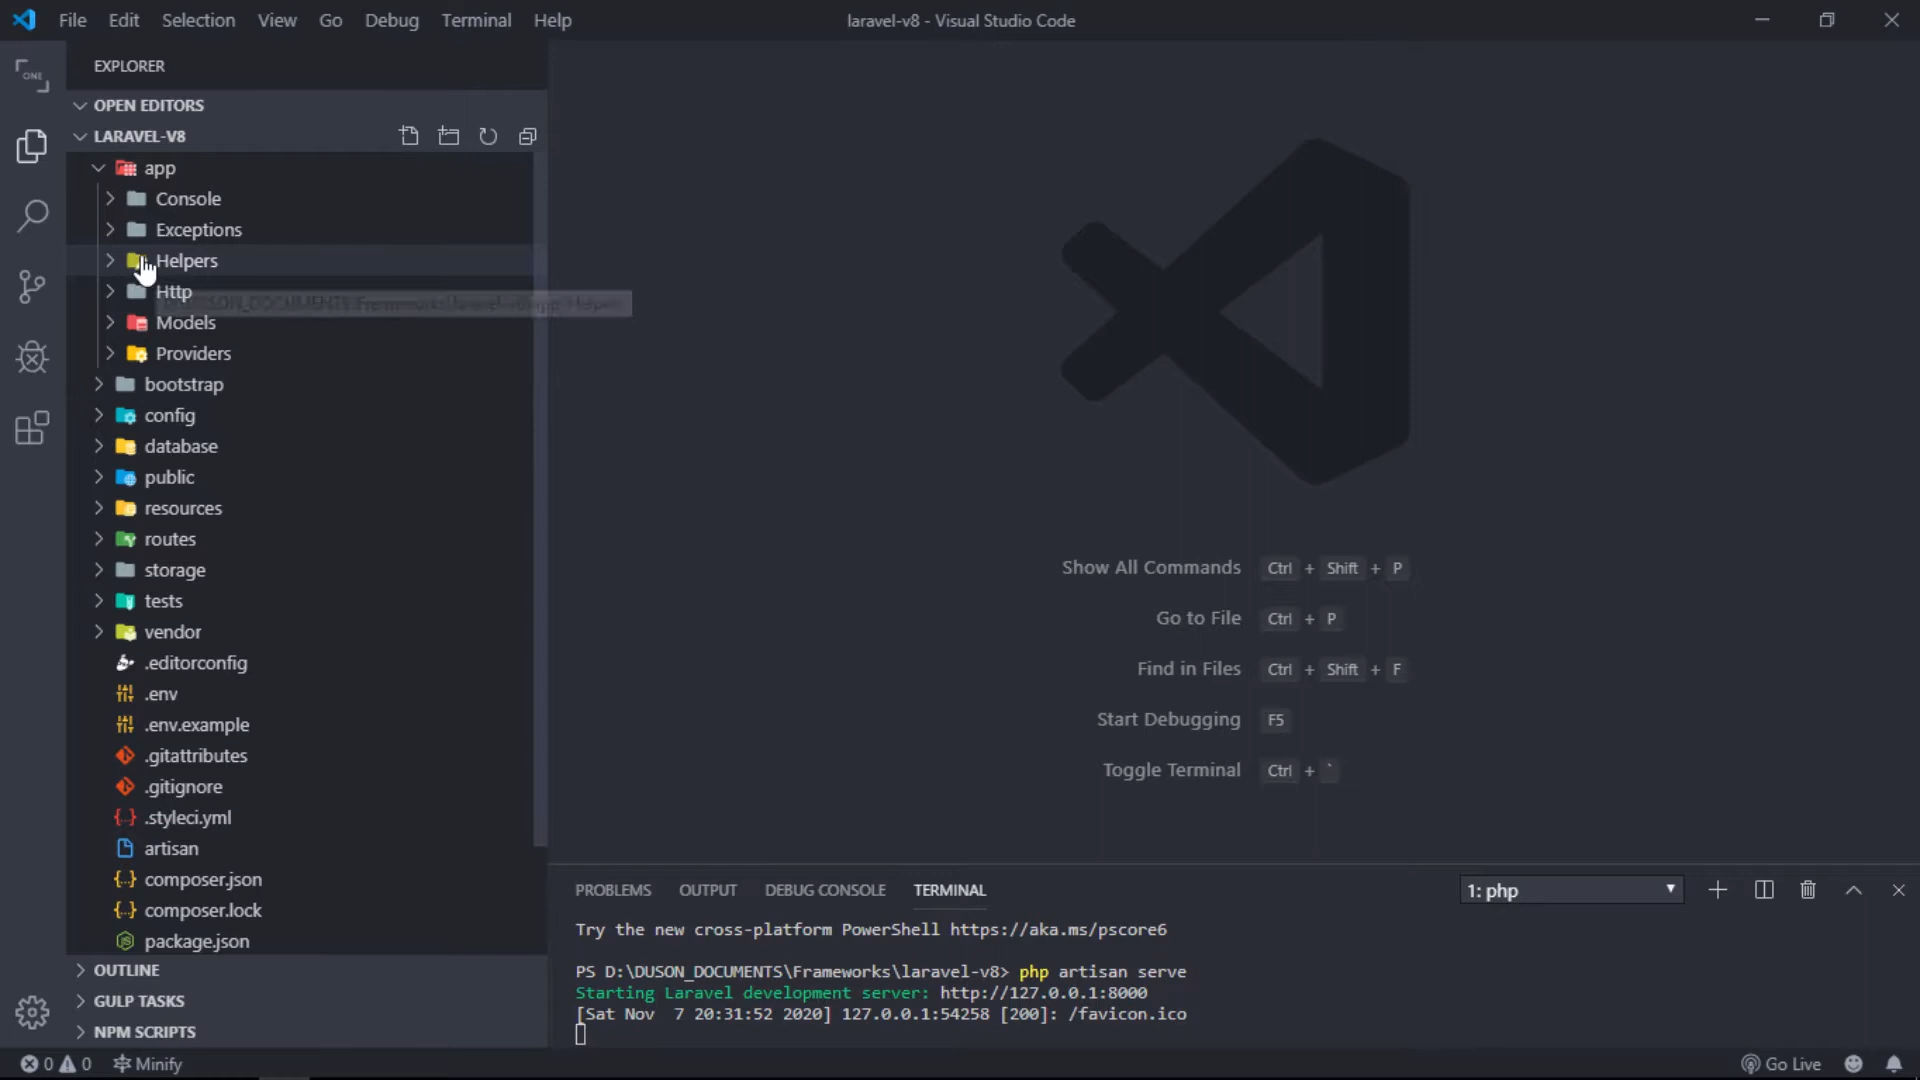 File Edit Selection View Go Debug Terminal Help
laravel-v8 - Visual Studio Code
ONE
EXPLORER
OPEN EDITORS
LARAVEL-V8
app
Console
Exceptions
Helpers
Http
Models
Providers
bootstrap
config
database
public
resources
routes
storage
tests
vendor
.editorconfig
.env
.env.example
.gitattributes
.gitignore
.styleci.yml
artisan
composer.json
composer.lock
package.json
OUTLINE
GULP TASKS
NPM SCRIPTS
Show All Commands Ctrl + Shift + P
Go to File Ctrl + P
Find in Files Ctrl + Shift + F
Start Debugging F5
Toggle Terminal Ctrl + `
PROBLEMS OUTPUT DEBUG CONSOLE TERMINAL 1: php
Try the new cross-platform PowerShell https://aka.ms/pscore6
PS D:\DUSON_DOCUMENTS\Frameworks\laravel-v8> php artisan serve
Starting Laravel development server: http://127.0.0.1:8000
[Sat Nov  7 20:31:52 2020] 127.0.0.1:54258 [200]: /favicon.ico
0 0 Minify Go Live